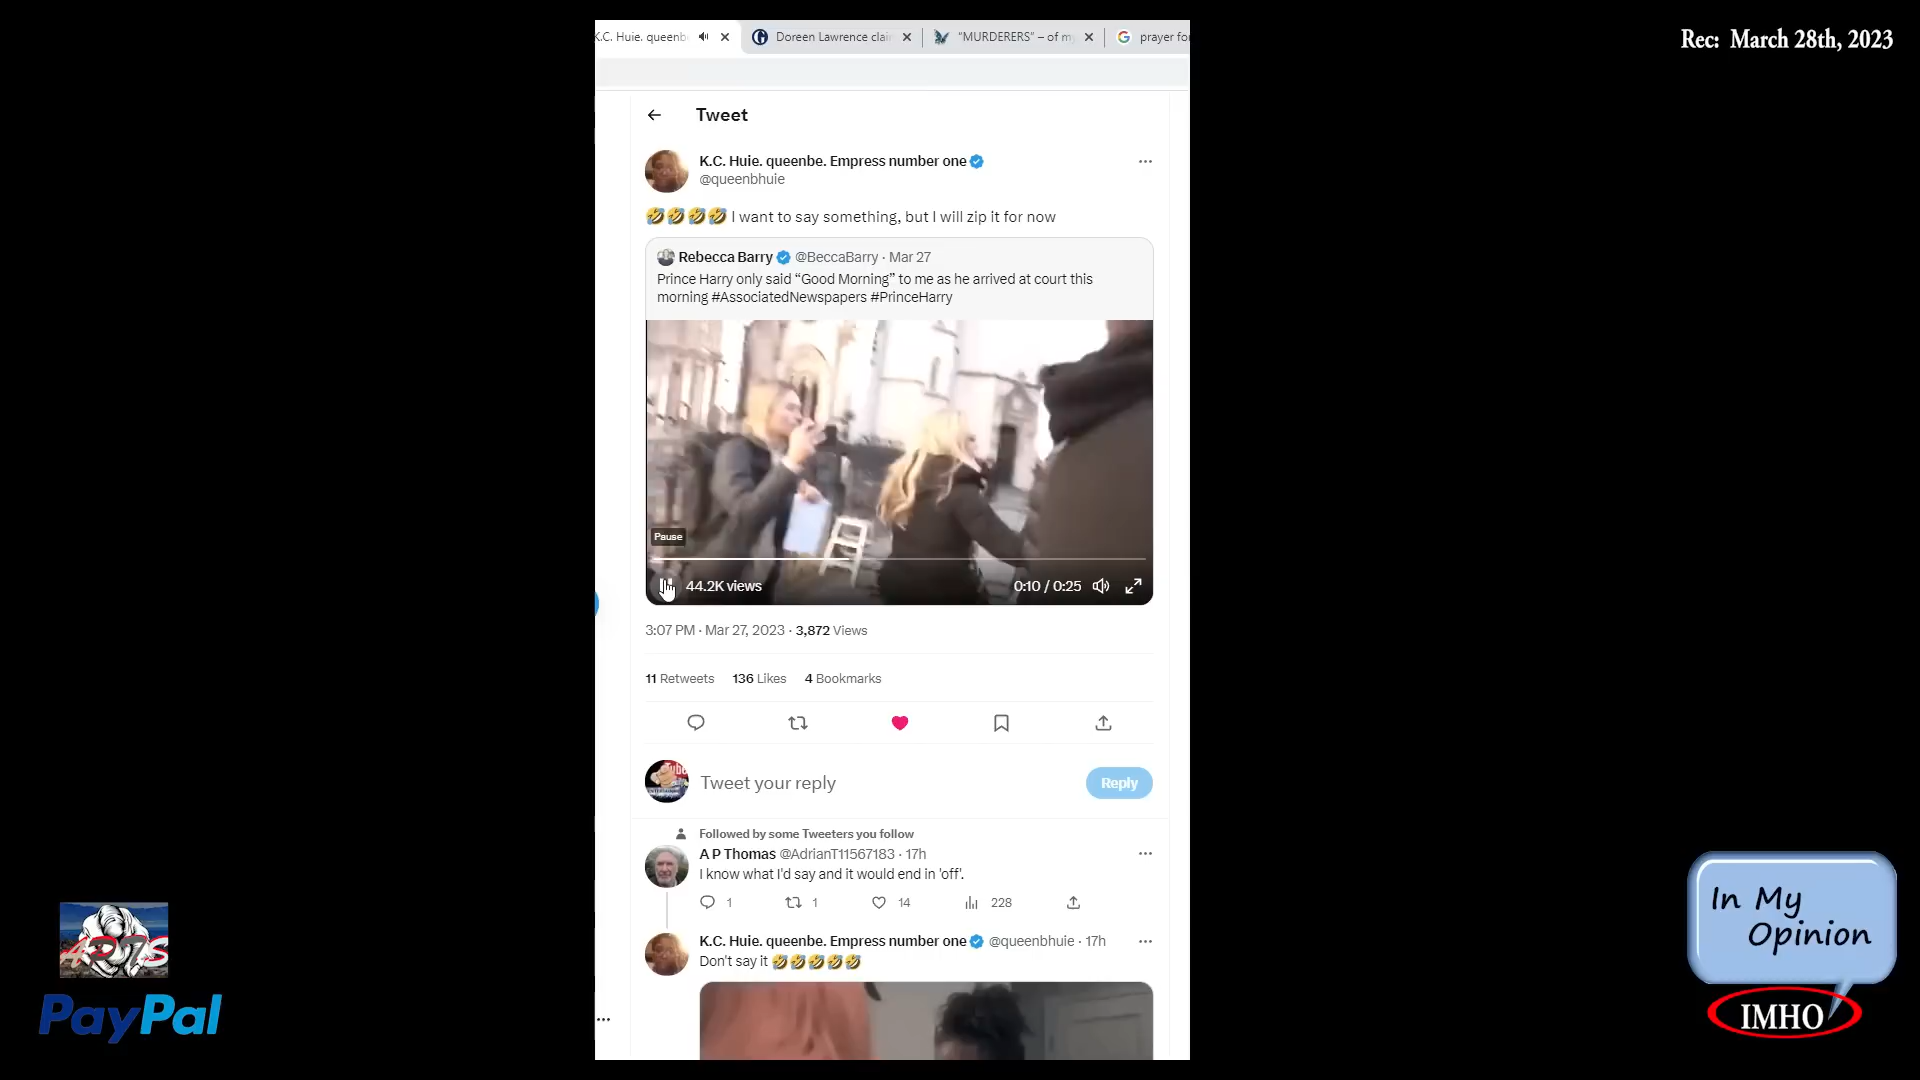 K.C. Huie. queenb
Doreen Lawrence clai
"MURDERERS" – of my
prayer for
Rec: March 28th, 2023
Tweet
K.C. Huie. queenbe. Empress number one
@queenbhuie
🤣🤣🤣🤣 I want to say something, but I will zip it for now
Rebecca Barry @BeccaBarry · Mar 27
Prince Harry only said “Good Morning” to me as he arrived at court this
morning #AssociatedNewspapers #PrinceHarry
Pause
44.2K views
0:10 / 0:25
3:07 PM · Mar 27, 2023 · 3,872 Views
11 Retweets 136 Likes 4 Bookmarks
Tweet your reply
Reply
Followed by some Tweeters you follow
A P Thomas @AdrianT11567183 · 17h
I know what I'd say and it would end in 'off'.
1 1 14 228
K.C. Huie. queenbe. Empress number one @queenbhuie · 17h
Don't say it 🤣🤣🤣🤣🤣
PayPal
In My
Opinion
IMHO